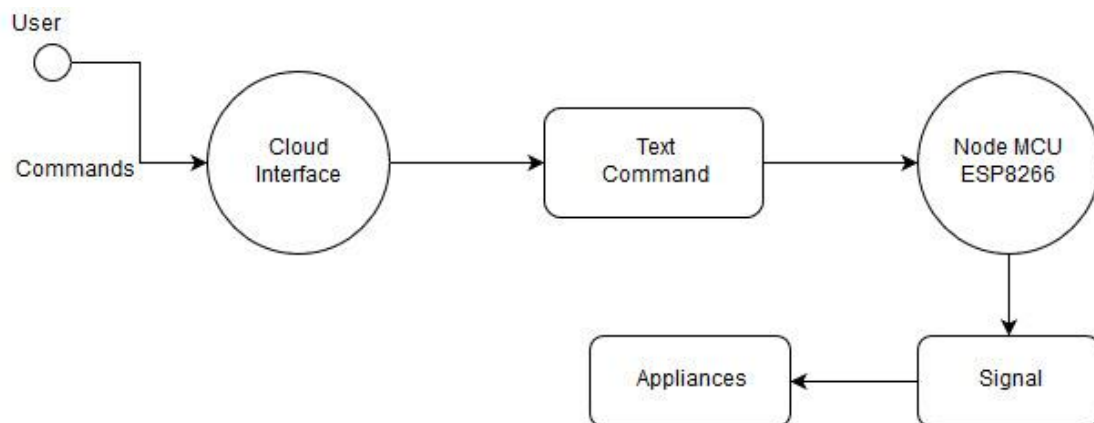 User
Commands
Cloud
Interface
Text
Command
Node MCU
ESP8266
Appliances
Signal